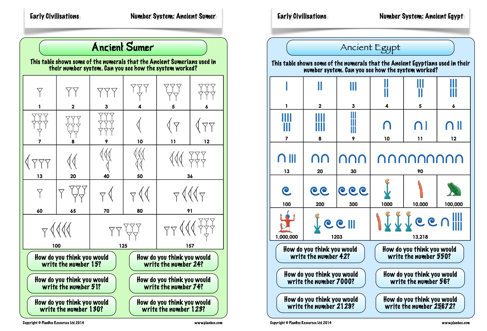 Early Civilisations
Number System: Ancient Sumer
Ancient Sumer
This table shows some of the numerals that the Ancient Sumerians used in
their number system. Can you see how the system worked?
1 2 3 4 5 6
7 8 9 10 11 12
13 20 40 50 36
60 65 70 80 91
100 125 157
How do you think you would
write the number 15?
How do you think you would
write the number 24?
How do you think you would
write the number 51?
How do you think you would
write the number 74?
How do you think you would
write the number 130?
How do you think you would
write the number 123?
Copyright © PlanBee Resources Ltd 2014
www.planbee.com
Early Civilisations
Number System: Ancient Egypt
Ancient Egypt
This table shows some of the numerals that the Ancient Egyptians used in their
number system. Can you see how the system worked?
1 2 3 4 5 6
7 8 9 10 11 12
13 20 30 90
100 200 300 1000 10,000 100,000
1,000,000 1203 13,218
How do you think you would
write the number 42?
How do you think you would
write the number 550?
How do you think you would
write the number 7000?
How do you think you would
write the number 56?
How do you think you would
write the number 2129?
How do you think you would
write the number 25672?
Copyright © PlanBee Resources Ltd 2014
www.planbee.com